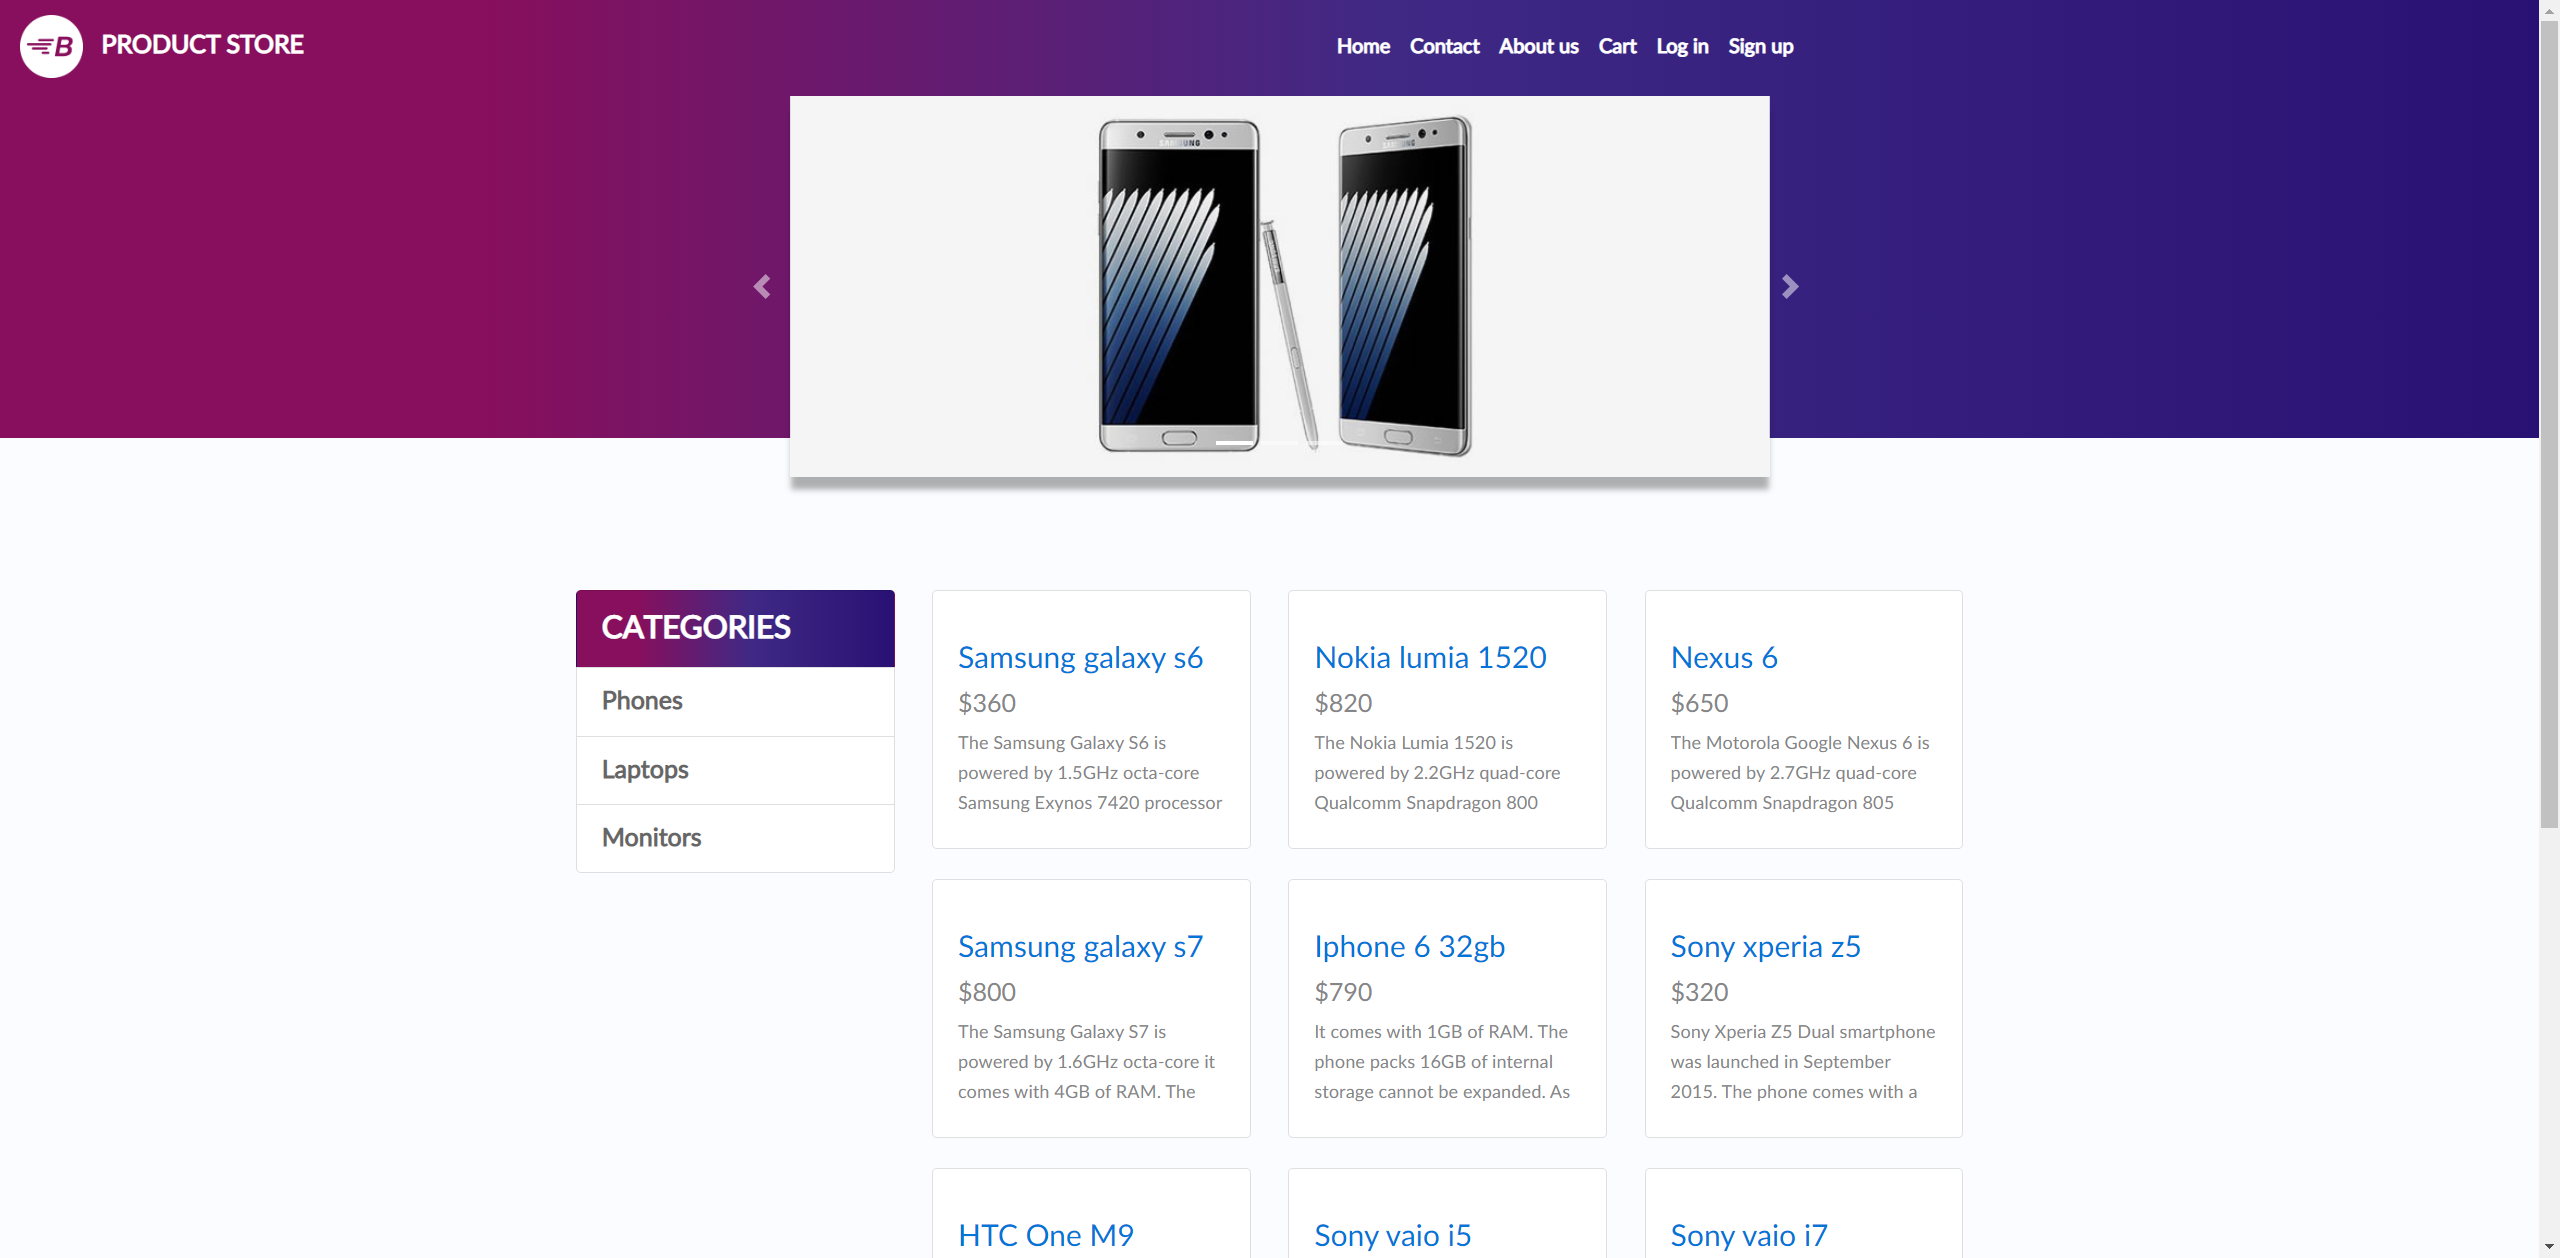 B PRODUCT STORE
Home Contact About us Cart Log in Sign up
SAMSUNG SAMSUNG
CATEGORIES
Phones
Laptops
Monitors
Samsung galaxy s6
$360
The Samsung Galaxy S6 is
powered by 1.5GHz octa-core
Samsung Exynos 7420 processor
Nokia lumia 1520
$820
The Nokia Lumia 1520 is
powered by 2.2GHz quad-core
Qualcomm Snapdragon 800
Nexus 6
$650
The Motorola Google Nexus 6 is
powered by 2.7GHz quad-core
Qualcomm Snapdragon 805
Samsung galaxy s7
$800
The Samsung Galaxy S7 is
powered by 1.6GHz octa-core it
comes with 4GB of RAM. The
Iphone 6 32gb
$790
It comes with 1GB of RAM. The
phone packs 16GB of internal
storage cannot be expanded. As
Sony xperia z5
$320
Sony Xperia Z5 Dual smartphone
was launched in September
2015. The phone comes with a
HTC One M9
Sony vaio i5
Sony vaio i7